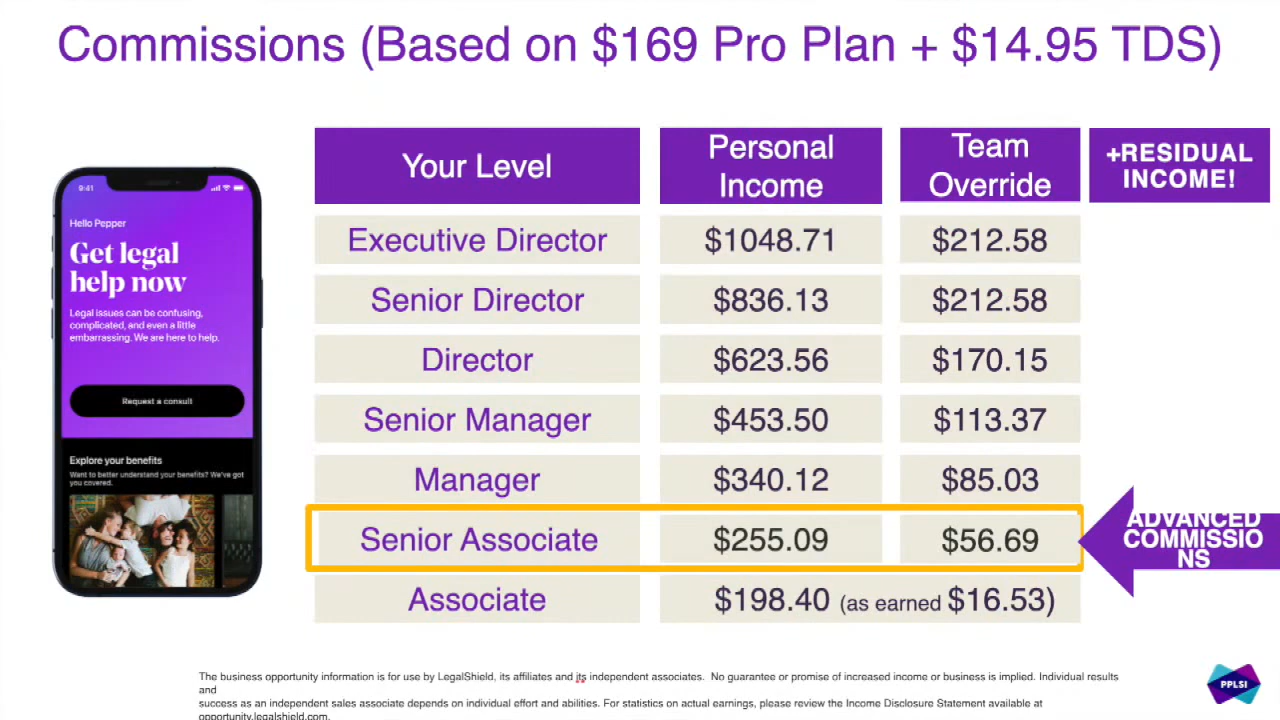 Commissions (Based on $169 Pro Plan + $14.95 TDS)
9:41
Hello Pepper
Get legal
help now
Legal issues can be confusing,
complicated, and even a little
embarrassing. We are here to help.
Request a consult
Explore your benefits
Want to better understand your benefits? We've got
you covered.
Your Level
Personal
Income
Team
Override
+RESIDUAL
INCOME!
Executive Director $1048.71 $212.58
Senior Director $836.13 $212.58
Director $623.56 $170.15
Senior Manager $453.50 $113.37
Manager $340.12 $85.03
Senior Associate $255.09 $56.69
ADVANCED
COMMISSIO
NS
Associate $198.40 (as earned $16.53)
The business opportunity information is for use by LegalShield, its affiliates and its independent associates. No guarantee or promise of increased income or business is implied. Individual results
and
success as an independent sales associate depends on individual effort and abilities. For statistics on actual earnings, please review the Income Disclosure Statement available at
opportunity.legalshield.com.
PPLSI